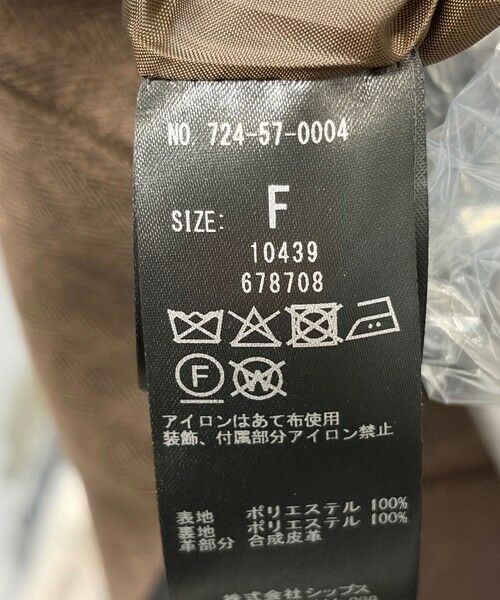 NO 724-57-0004
SIZE: F
10439
678708
F W
アイロンはあて布使用
装飾、付属部分アイロン禁止
表地 ポリエステル 100%
裏地 ポリエステル 100%
革部分 合成皮革
株式会社シップス